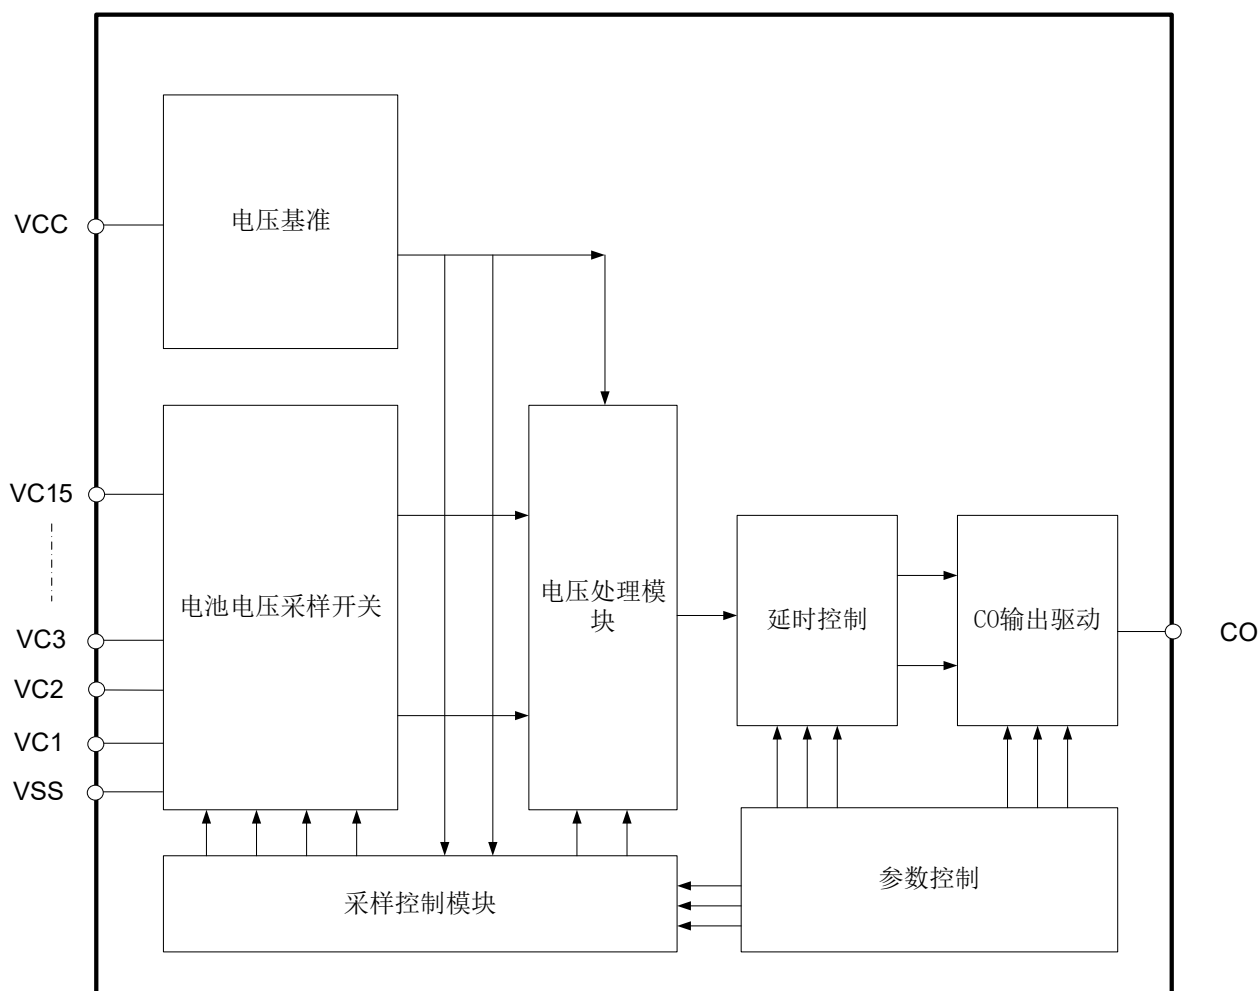 电压基准
VCC
VC15
电池电压采样开关
电压处理模
块
延时控制
CO输出驱动
CO
VC3
VC2
VC1
VSS
采样控制模块
参数控制